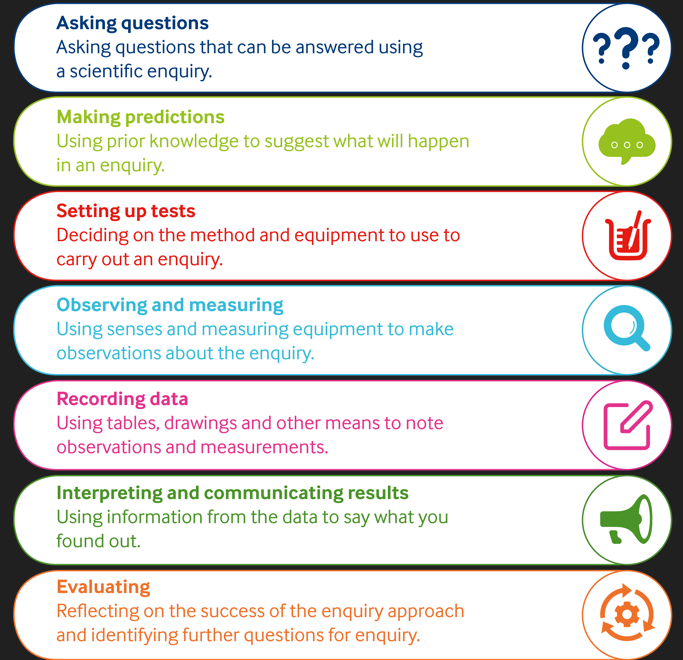 Asking questions
Asking questions that can be answered using
a scientific enquiry.
???
Making predictions
Using prior knowledge to suggest what will happen
in an enquiry.
Setting up tests
Deciding on the method and equipment to use to
carry out an enquiry.
Observing and measuring
Using senses and measuring equipment to make
observations about the enquiry.
Recording data
Using tables, drawings and other means to note
observations and measurements.
Interpreting and communicating results
Using information from the data to say what you
found out.
Evaluating
Reflecting on the success of the enquiry approach
and identifying further questions for enquiry.